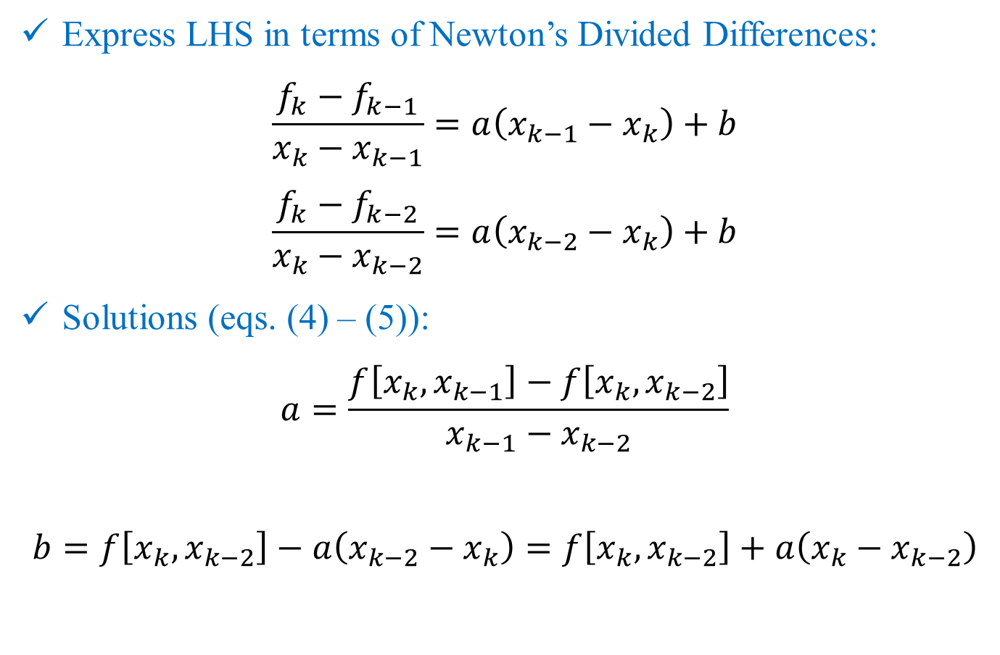 ✓ Express LHS in terms of Newton’s Divided Differences:
\frac{f_k − f_{k−1}}{x_k − x_{k−1}} = a(x_{k−1} − x_k) + b
\frac{f_k − f_{k−2}}{x_k − x_{k−2}} = a(x_{k−2} − x_k) + b
✓ Solutions (eqs. (4) – (5)):
a = \frac{f[x_k, x_{k−1}] − f[x_k, x_{k−2}]}{x_{k−1} − x_{k−2}}
b = f[x_k, x_{k−2}] − a(x_{k−2} − x_k) = f[x_k, x_{k−2}] + a(x_k − x_{k−2})